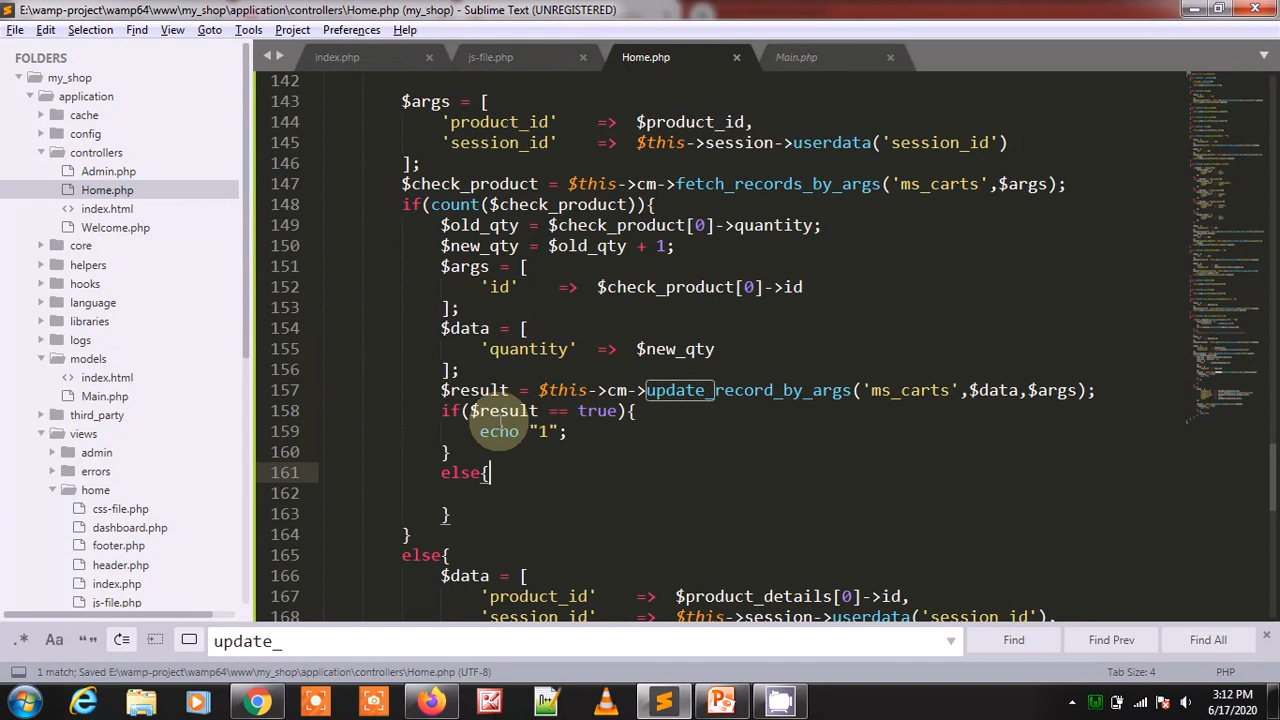 E:\wamp-project\wamp64\www\my_shop\application\controllers\Home.php (my_shop) - Sublime Text (UNREGISTERED)
File Edit Selection Find View Goto Tools Project Preferences Help
FOLDERS
my_shop
application
cache
config
controllers
Admin.php
Home.php
index.html
Welcome.php
core
helpers
hooks
language
libraries
logs
models
index.html
Main.php
third_party
views
admin
errors
home
css-file.php
dashboard.php
footer.php
header.php
index.php
js-file.php
index.php js-file.php Home.php Main.php
142
143 $args = [
144 'product_id' => $product_id,
145 'session_id' => $this->session->userdata('session_id')
146 ];
147 $check_product = $this->cm->fetch_records_by_args('ms_carts',$args);
148 if(count($check_product)){
149 $old_qty = $check_product[0]->quantity;
150 $new_qty = $old_qty + 1;
151 $args = [
152 'id' => $check_product[0]->id
153 ];
154 $data = [
155 'quantity' => $new_qty
156 ];
157 $result = $this->cm->update_record_by_args('ms_carts',$data,$args);
158 if($result == true){
159 echo "1";
160 }
161 else{
162
163 }
164 }
165 else{
166 $data = [
167 'product_id' => $product_details[0]->id,
168 'session_id' => $this->session->userdata('session_id'),
.* Aa “” update_ Find Find Prev Find All
1 match; Saved E:\wamp-project\wamp64\www\my_shop\application\controllers\Home.php (UTF-8) Tab Size: 4 PHP
3:12 PM
6/17/2020